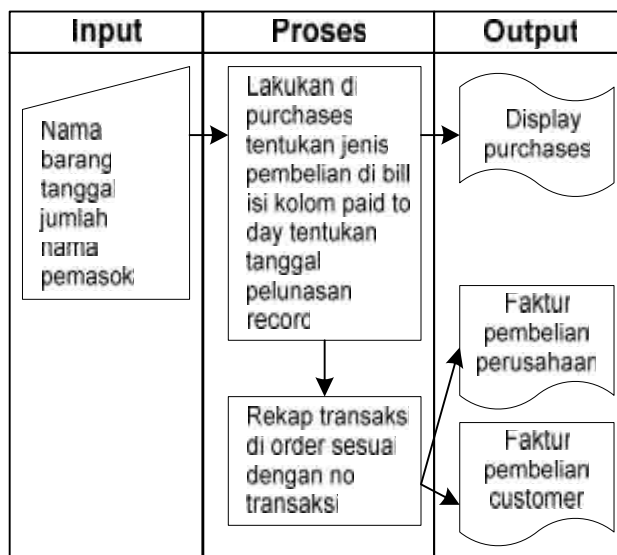 Input
Proses
Output
Nama
barang
tanggal
jumlah
nama
pemasok
Lakukan di
purchases
tentukan jenis
pembelian di bill
isi kolom paid to
day tentukan
tanggal
pelunasan
record
Display
purchases
Rekap transaksi
di order sesuai
dengan no
transaksi
Faktur
pembelian
perusahaan
Faktur
pembelian
customer